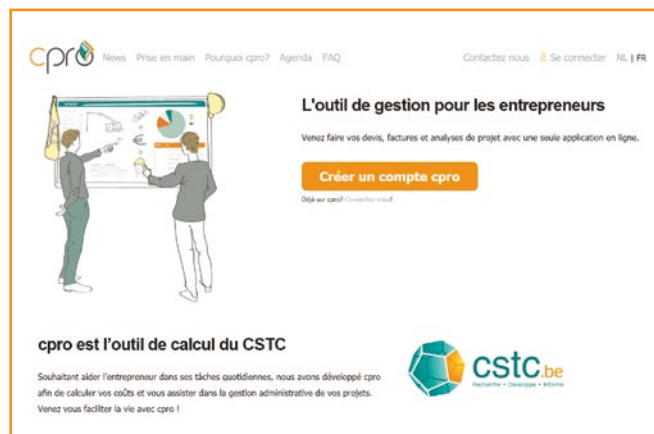 cpro
News Prise en main Pourquoi cpro? Agenda FAQ
Contactez nous Se connecter NL | FR
L'outil de gestion pour les entrepreneurs
Venez faire vos devis, factures et analyses de projet avec une seule application en ligne.
Créer un compte cpro
Déjà sur cpro? Connectez-vous!
cpro est l'outil de calcul du CSTC
Souhaitant aider l'entrepreneur dans ses tâches quotidiennes, nous avons développé cpro
afin de calculer vos coûts et vous assister dans la gestion administrative de vos projets.
Venez vous faciliter la vie avec cpro !
cstc.be
Recherche • Développe • Informe